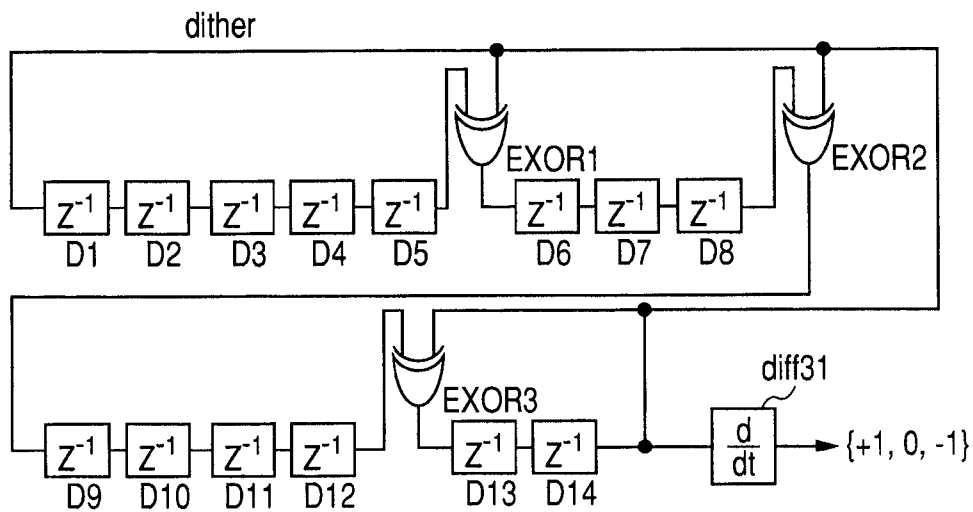 dither
EXOR1
EXOR2
z⁻¹ z⁻¹ z⁻¹ z⁻¹ z⁻¹ z⁻¹ z⁻¹ z⁻¹
D1 D2 D3 D4 D5 D6 D7 D8
diff31
EXOR3
z⁻¹ z⁻¹ z⁻¹ z⁻¹ z⁻¹ z⁻¹
d
dt
{+1, 0, -1}
D9 D10 D11 D12 D13 D14